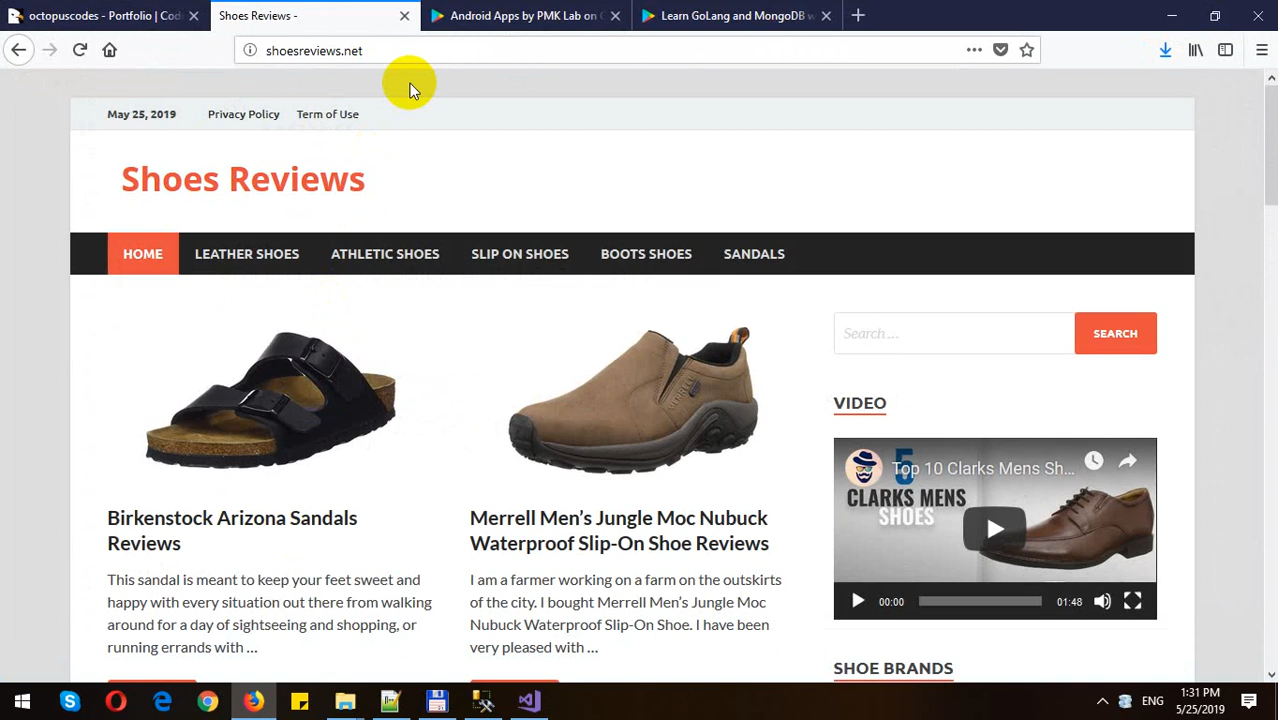 octopuscodes - Portfolio | Cod
Shoes Reviews -
Android Apps by PMK Lab on G
Learn GoLang and MongoDB w
shoesreviews.net
May 25, 2019 Privacy Policy Term of Use
Shoes Reviews
HOME LEATHER SHOES ATHLETIC SHOES SLIP ON SHOES BOOTS SHOES SANDALS
Birkenstock Arizona Sandals
Reviews
This sandal is meant to keep your feet sweet and
happy with every situation out there from walking
around for a day of sightseeing and shopping, or
running errands with ...
Merrell Men's Jungle Moc Nubuck
Waterproof Slip-On Shoe Reviews
I am a farmer working on a farm on the outskirts
of the city. I bought Merrell Men's Jungle Moc
Nubuck Waterproof Slip-On Shoe. I have been
very pleased with ...
Search ...
SEARCH
VIDEO
Top 10 Clarks Mens Sh...
5
CLARKS MENS
SHOES
00:00 01:48
SHOE BRANDS
ENG
1:31 PM
5/25/2019